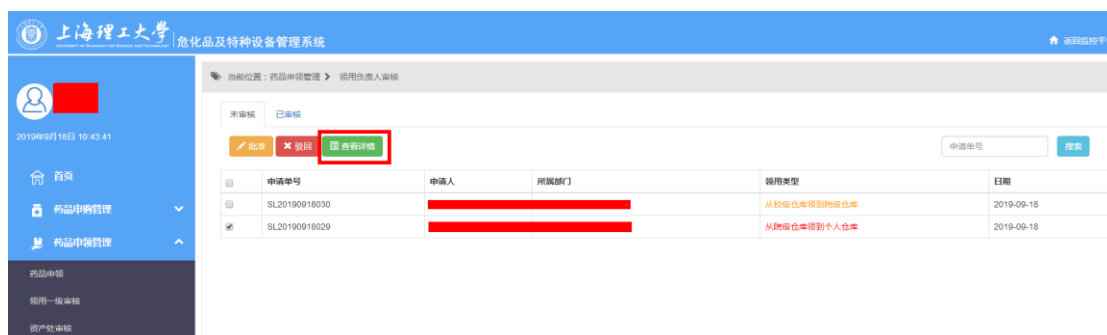 上海理工大学 危化品及特种设备管理系统
返回监控平
当前位置：药品申领管理 > 领用负责人审核
未审核 已审核
2019年9月18日 10:43:41
批准 驳回 查看详情 申请单号 搜索
首页
申请单号 申请人 所属部门 领用类型 日期
SL20190918030 从校级仓库领到院级仓库 2019-09-18
药品申购管理
SL20190918029 从院级仓库领到个人仓库 2019-09-18
药品申领管理
药品申领
领用一级审核
资产处审核